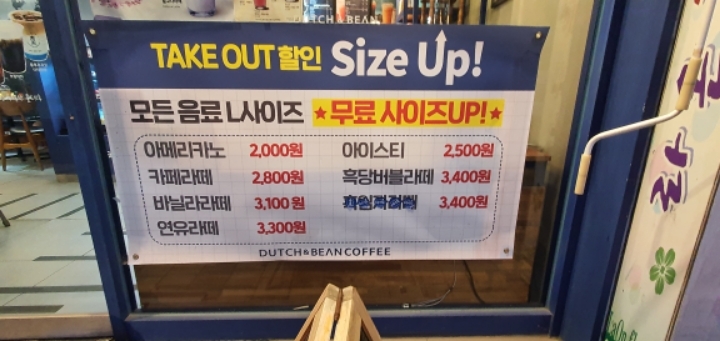 DUTCH&BEAN
TAKE OUT 할인 Size Up!
모든 음료 L사이즈 ★무료 사이즈UP!★
아메리카노 2,000원
카페라떼 2,800원
바닐라라떼 3,100원
연유라떼 3,300원
아이스티 2,500원
흑당버블라떼 3,400원
3,400원
DUTCH&BEAN COFFEE